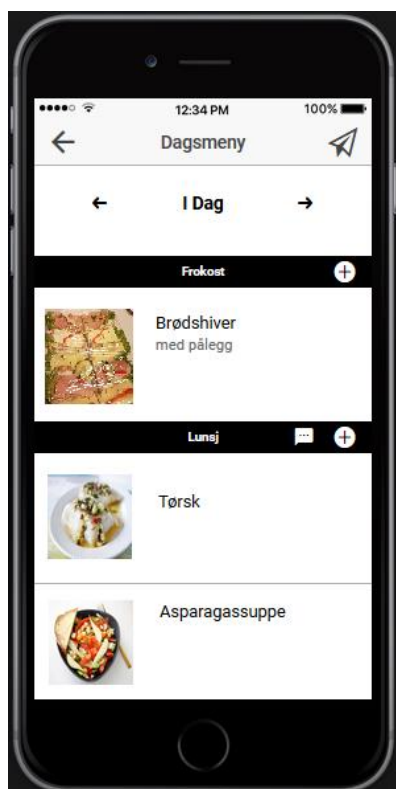 12:34 PM 100%
Dagsmeny
I Dag
Frokost
Brødshiver
med pålegg
Lunsj
Tørsk
Asparagassuppe